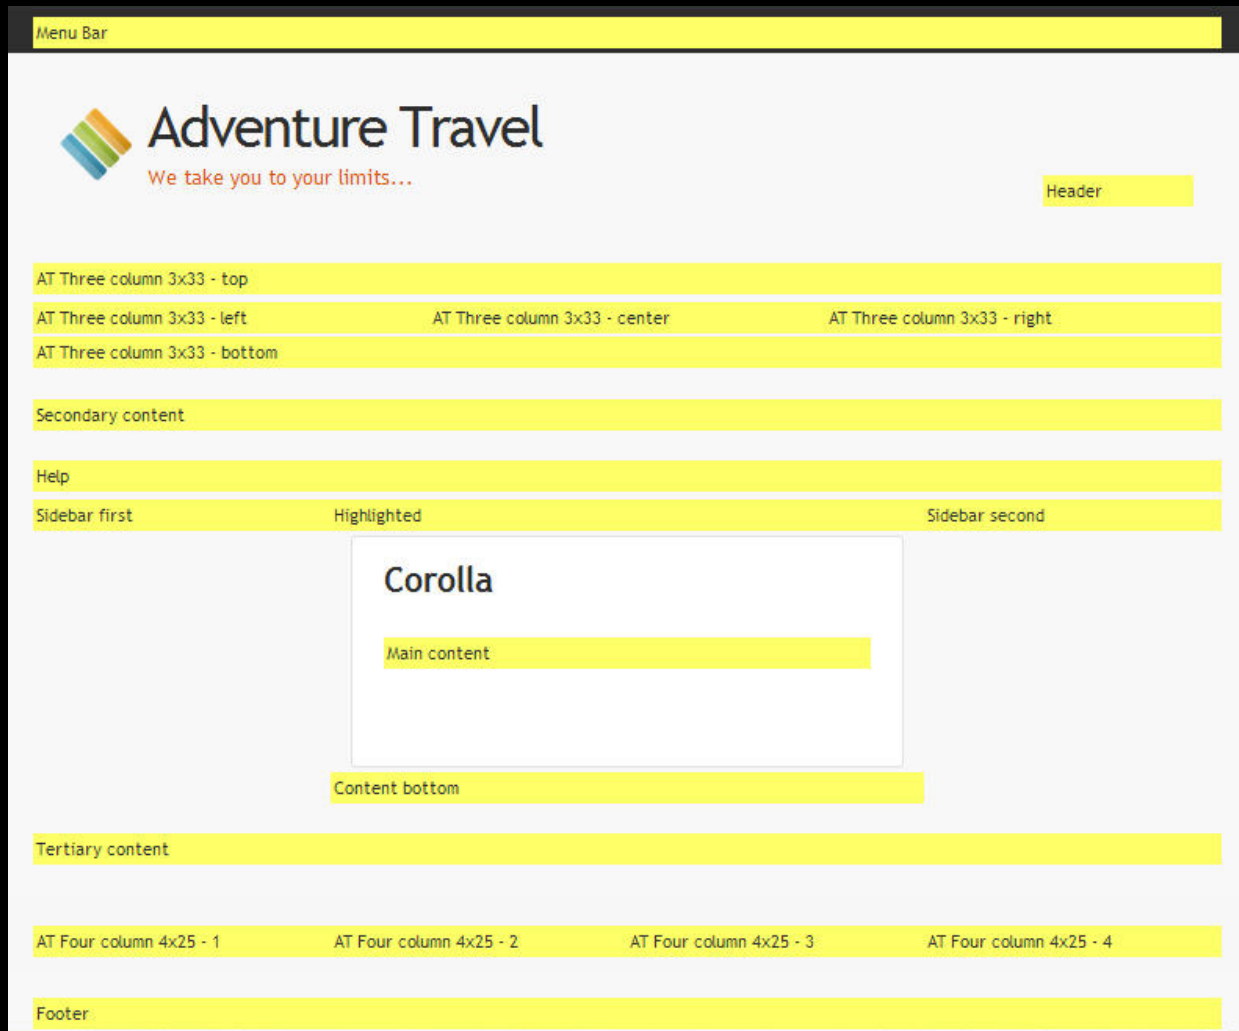 Menu Bar
Adventure Travel
We take you to your limits...
Header
AT Three column 3x33 - top
AT Three column 3x33 - left AT Three column 3x33 - center AT Three column 3x33 - right
AT Three column 3x33 - bottom
Secondary content
Help
Sidebar first Highlighted Sidebar second
Corolla
Main content
Content bottom
Tertiary content
AT Four column 4x25 - 1 AT Four column 4x25 - 2 AT Four column 4x25 - 3 AT Four column 4x25 - 4
Footer